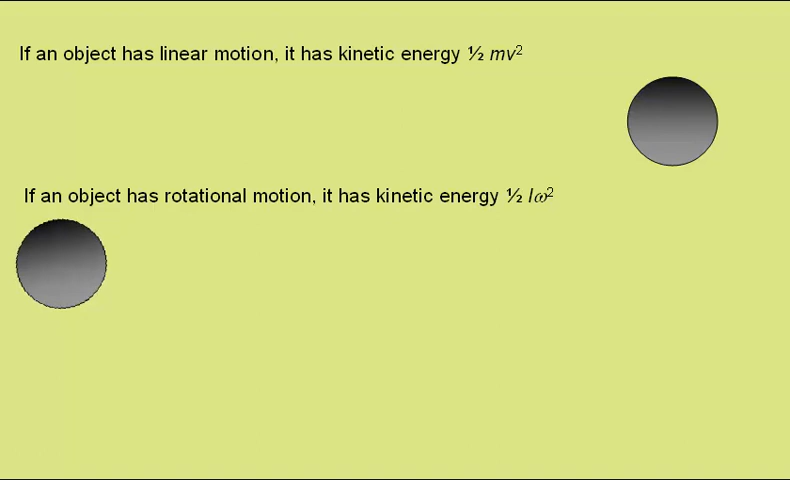 If an object has linear motion, it has kinetic energy ½ mv²
If an object has rotational motion, it has kinetic energy ½ Iω²